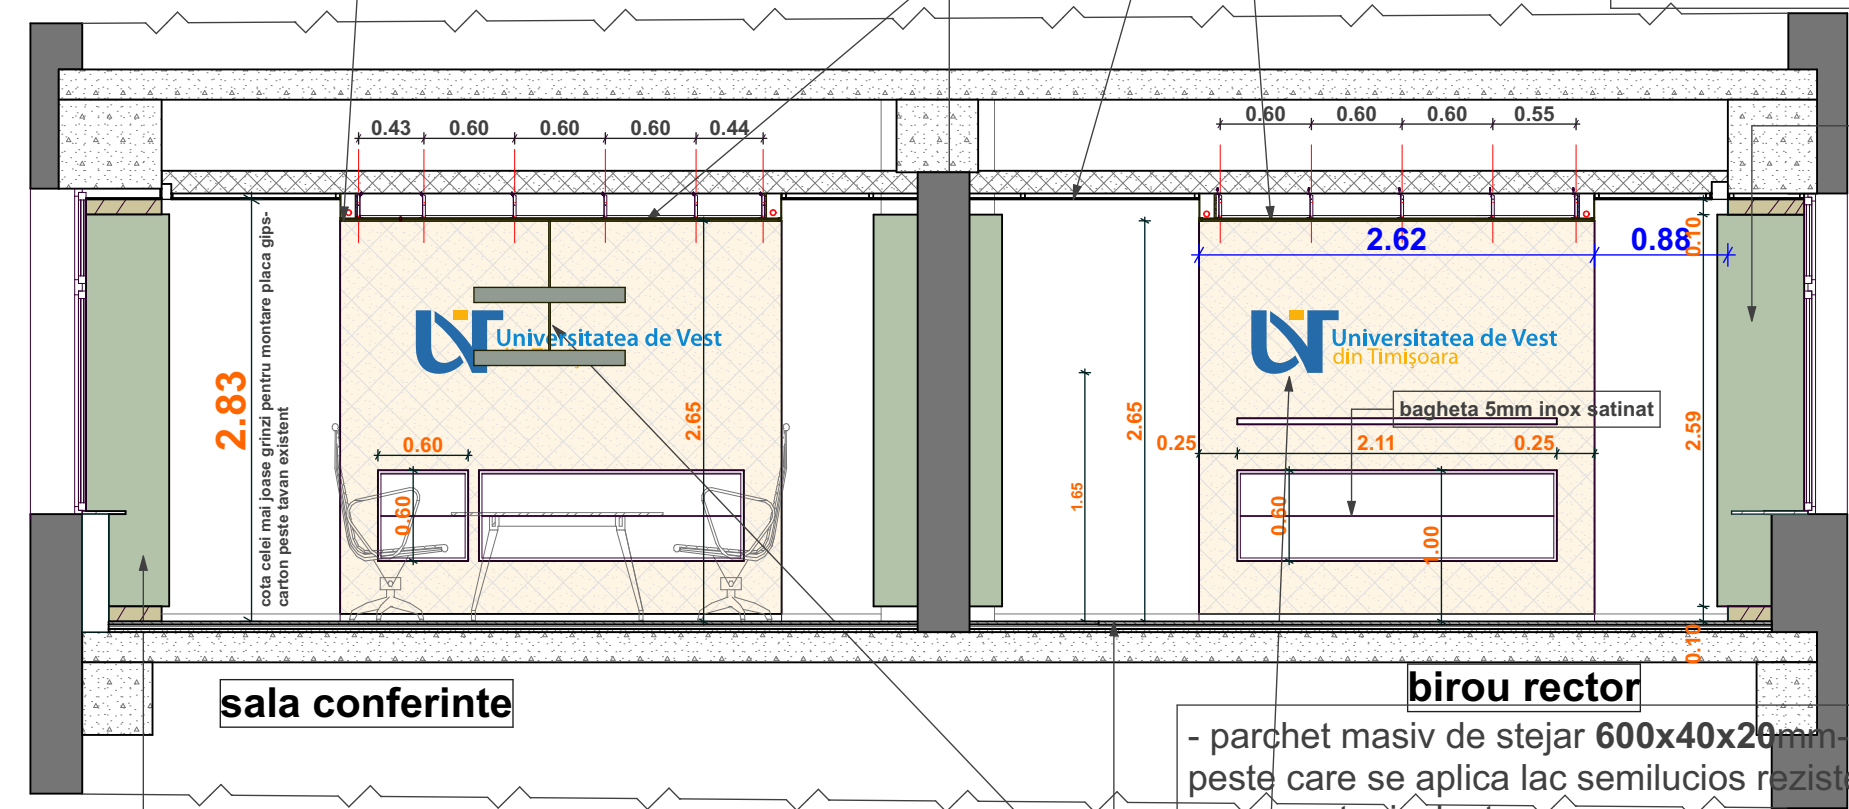 0.43 0.60 0.60 0.60 0.44
0.60 0.60 0.60 0.55
2.62 0.88
0.10
2.83
cota celei mai joase grinzi pentru montare placa gips-
carton peste tavan existent
Universitatea de Vest
2.65
0.60
0.60
1.65
2.65
Universitatea de Vest
din Timișoara
bagheta 5mm inox satinat
0.25 2.11 0.25
0.60
1.00
2.59
0.10
sala conferinte
birou rector
- parchet masiv de stejar 600x40x20mm-
peste care se aplica lac semilucios reziste